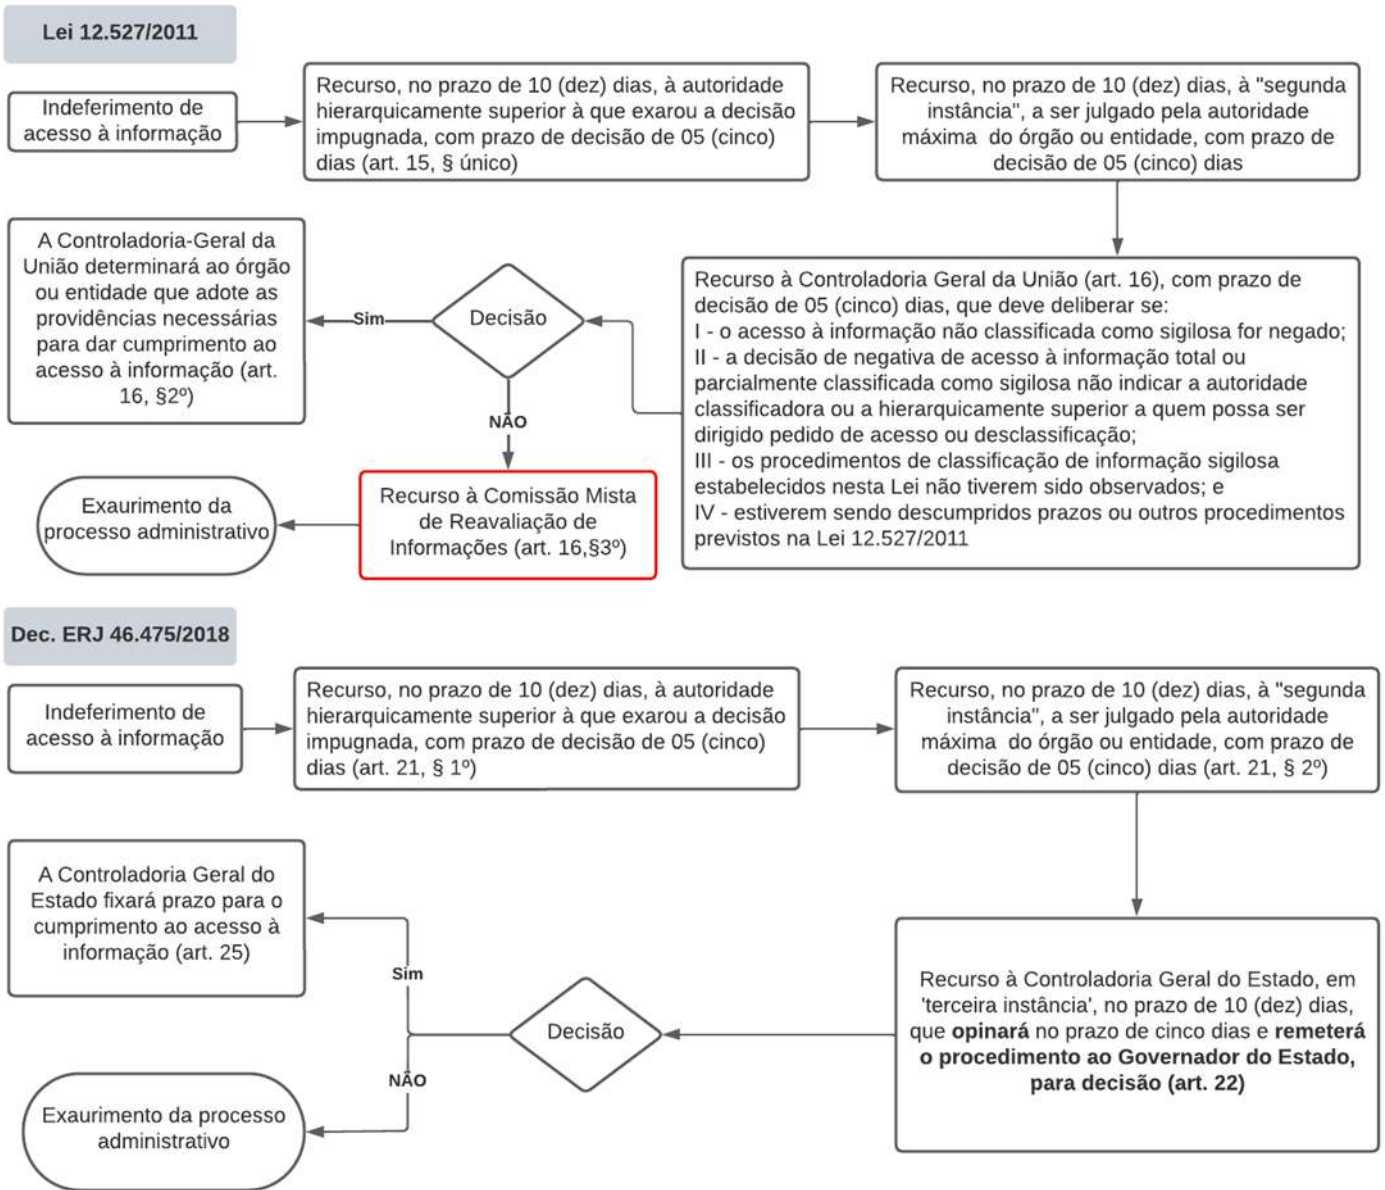 Lei 12.527/2011
Indeferimento de
acesso à informação
Recurso, no prazo de 10 (dez) dias, à autoridade
hierarquicamente superior à que exarou a decisão
impugnada, com prazo de decisão de 05 (cinco)
dias (art. 15, § único)
Recurso, no prazo de 10 (dez) dias, à "segunda
instância", a ser julgado pela autoridade
máxima do órgão ou entidade, com prazo de
decisão de 05 (cinco) dias
Recurso à Controladoria Geral da União (art. 16), com prazo de
decisão de 05 (cinco) dias, que deve deliberar se:
I - o acesso à informação não classificada como sigilosa for negado;
II - a decisão de negativa de acesso à informação total ou
parcialmente classificada como sigilosa não indicar a autoridade
classificadora ou a hierarquicamente superior a quem possa ser
dirigido pedido de acesso ou desclassificação;
III - os procedimentos de classificação de informação sigilosa
estabelecidos nesta Lei não tiverem sido observados; e
IV - estiverem sendo descumpridos prazos ou outros procedimentos
previstos na Lei 12.527/2011
Decisão
Sim
A Controladoria-Geral da
União determinará ao órgão
ou entidade que adote as
providências necessárias
para dar cumprimento ao
acesso à informação (art.
16, §2º)
NÃO
Recurso à Comissão Mista
de Reavaliação de
Informações (art. 16,§3º)
Exaurimento da
processo administrativo
Dec. ERJ 46.475/2018
Indeferimento de
acesso à informação
Recurso, no prazo de 10 (dez) dias, à autoridade
hierarquicamente superior à que exarou a decisão
impugnada, com prazo de decisão de 05 (cinco)
dias (art. 21, § 1º)
Recurso, no prazo de 10 (dez) dias, à "segunda
instância", a ser julgado pela autoridade
máxima do órgão ou entidade, com prazo de
decisão de 05 (cinco) dias (art. 21, § 2º)
Recurso à Controladoria Geral do Estado, em
'terceira instância', no prazo de 10 (dez) dias,
que opinará no prazo de cinco dias e remeterá
o procedimento ao Governador do Estado,
para decisão (art. 22)
Decisão
Sim
A Controladoria Geral do
Estado fixará prazo para o
cumprimento ao acesso à
informação (art. 25)
NÃO
Exaurimento da processo
administrativo